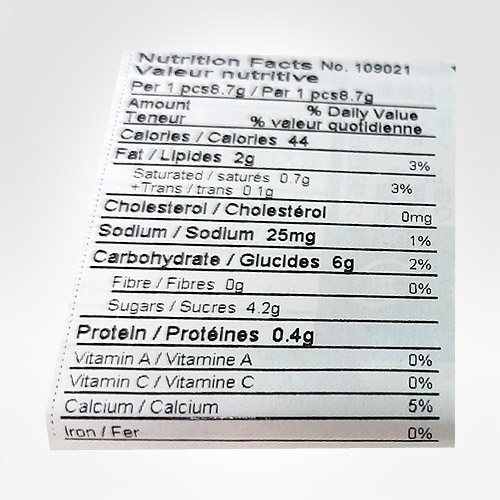 Nutrition Facts No. 109021
Valeur nutritive
Per 1 pcs8.7g / Par 1 pcs8.7g
Amount % Daily Value
Teneur % valeur quotidienne
Calories / Calories 44
Fat / Lipides 2g 3%
Saturated / saturés 0.7g
+Trans / trans 0.1g 3%
Cholesterol / Cholestérol 0mg
Sodium / Sodium 25mg 1%
Carbohydrate / Glucides 6g 2%
Fibre / Fibres 0g 0%
Sugars / Sucres 4.2g
Protein / Protéines 0.4g
Vitamin A / Vitamine A 0%
Vitamin C / Vitamine C 0%
Calcium / Calcium 5%
Iron / Fer 0%